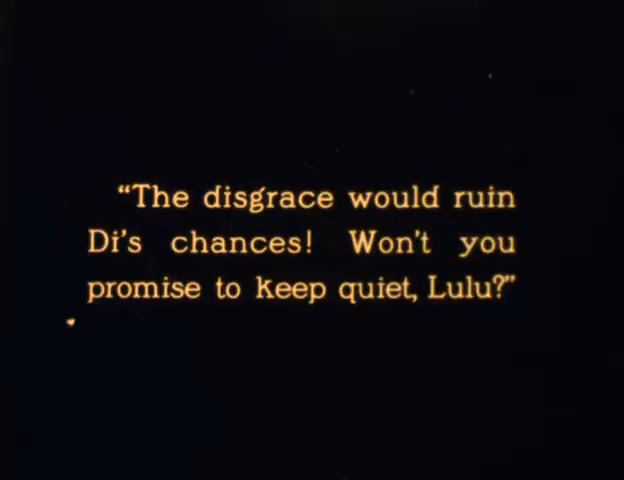 “The disgrace would ruin
Di's chances! Won't you
promise to keep quiet, Lulu?”